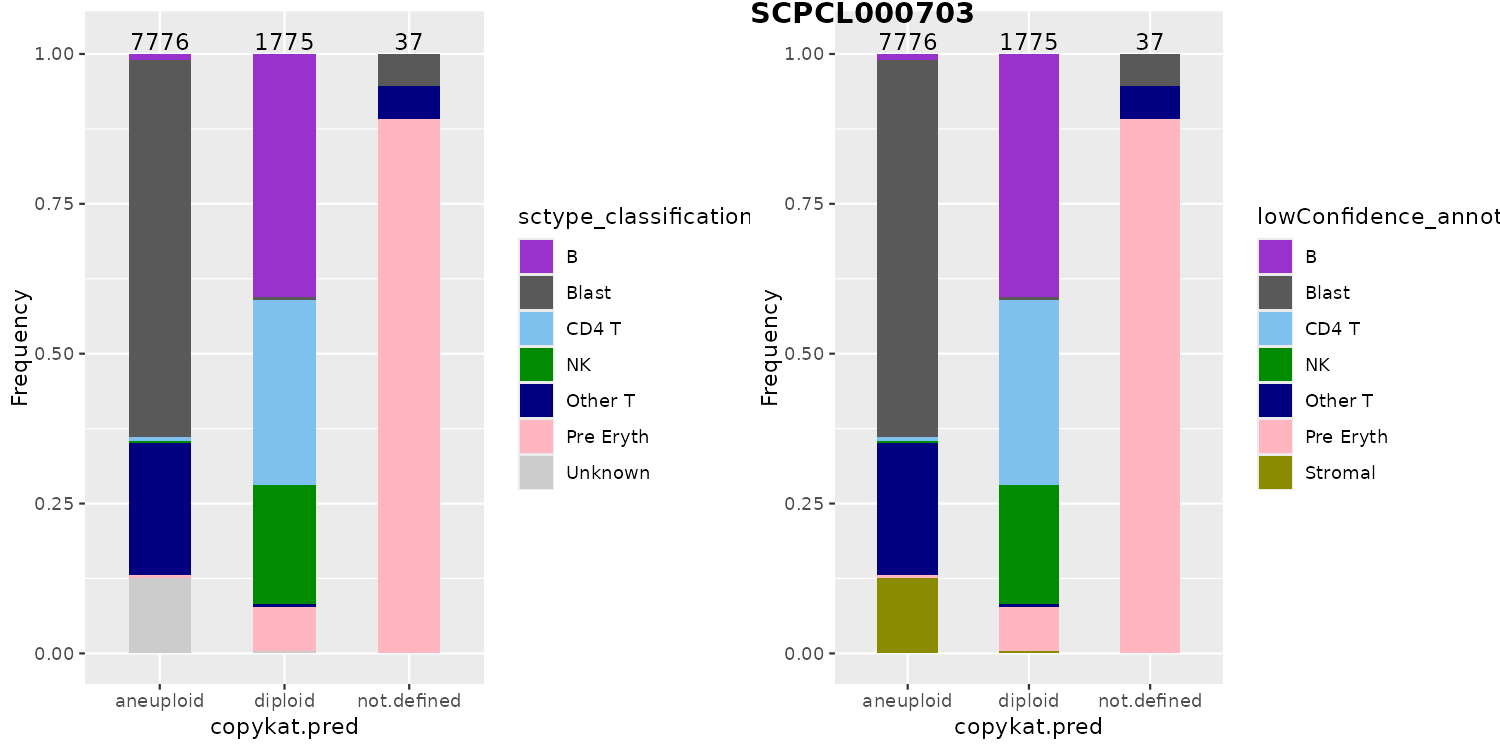 SCPCL000703
7776 1775 37
1.00
0.75
0.50
0.25
0.00
Frequency
aneuploid diploid not.defined
copykat.pred
sctype_classification
B
Blast
CD4 T
NK
Other T
Pre Eryth
Unknown
7776 1775 37
1.00
0.75
0.50
0.25
0.00
Frequency
aneuploid diploid not.defined
copykat.pred
lowConfidence_annot
B
Blast
CD4 T
NK
Other T
Pre Eryth
Stromal